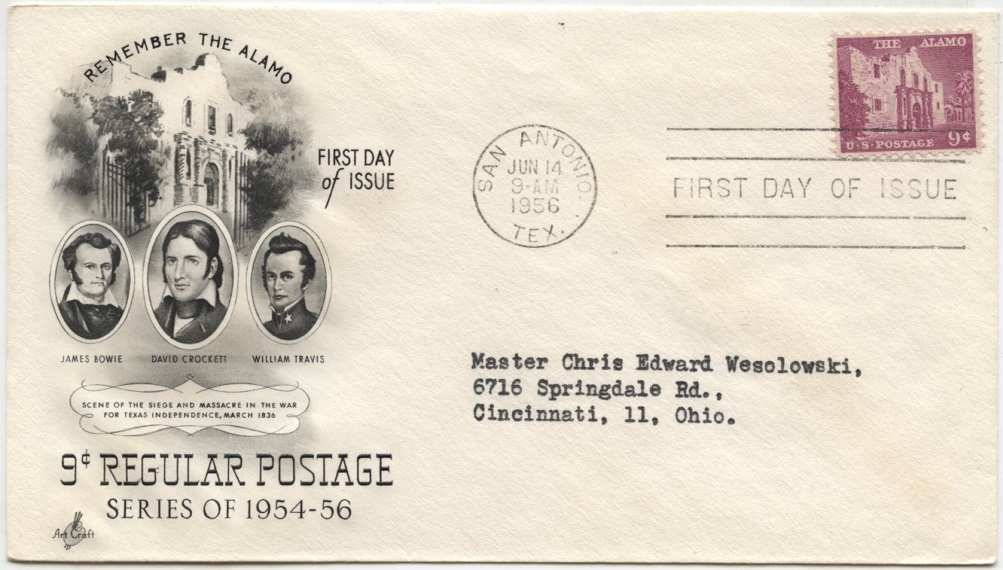 REMEMBER THE ALAMO
FIRST DAY
of ISSUE
JAMES BOWIE
DAVID CROCKETT
WILLIAM TRAVIS
SCENE OF THE SIEGE AND MASSACRE IN THE WAR
FOR TEXAS INDEPENDENCE, MARCH 1836
9¢ REGULAR POSTAGE
SERIES OF 1954-56
Art Craft
SAN ANTONIO
JUN 14
9-AM
1956
TEX.
THE ALAMO
U·S·POSTAGE 9¢
FIRST DAY OF ISSUE
Master Chris Edward Wesolowski,
6716 Springdale Rd.,
Cincinnati, 11, Ohio.